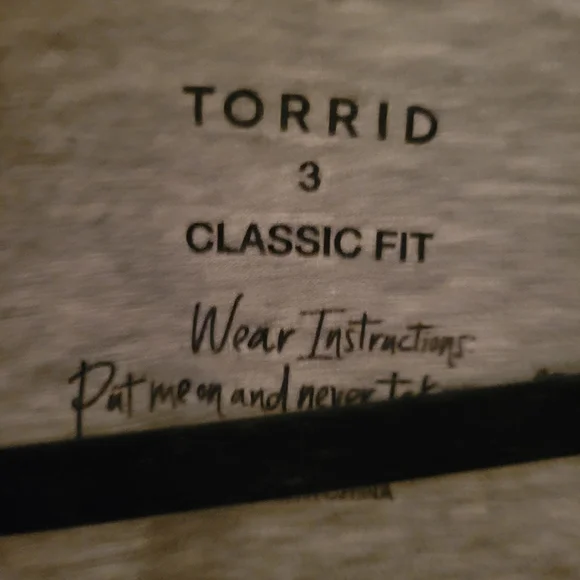 TORRID
3
CLASSIC FIT
Wear Instructions
Put me on and never